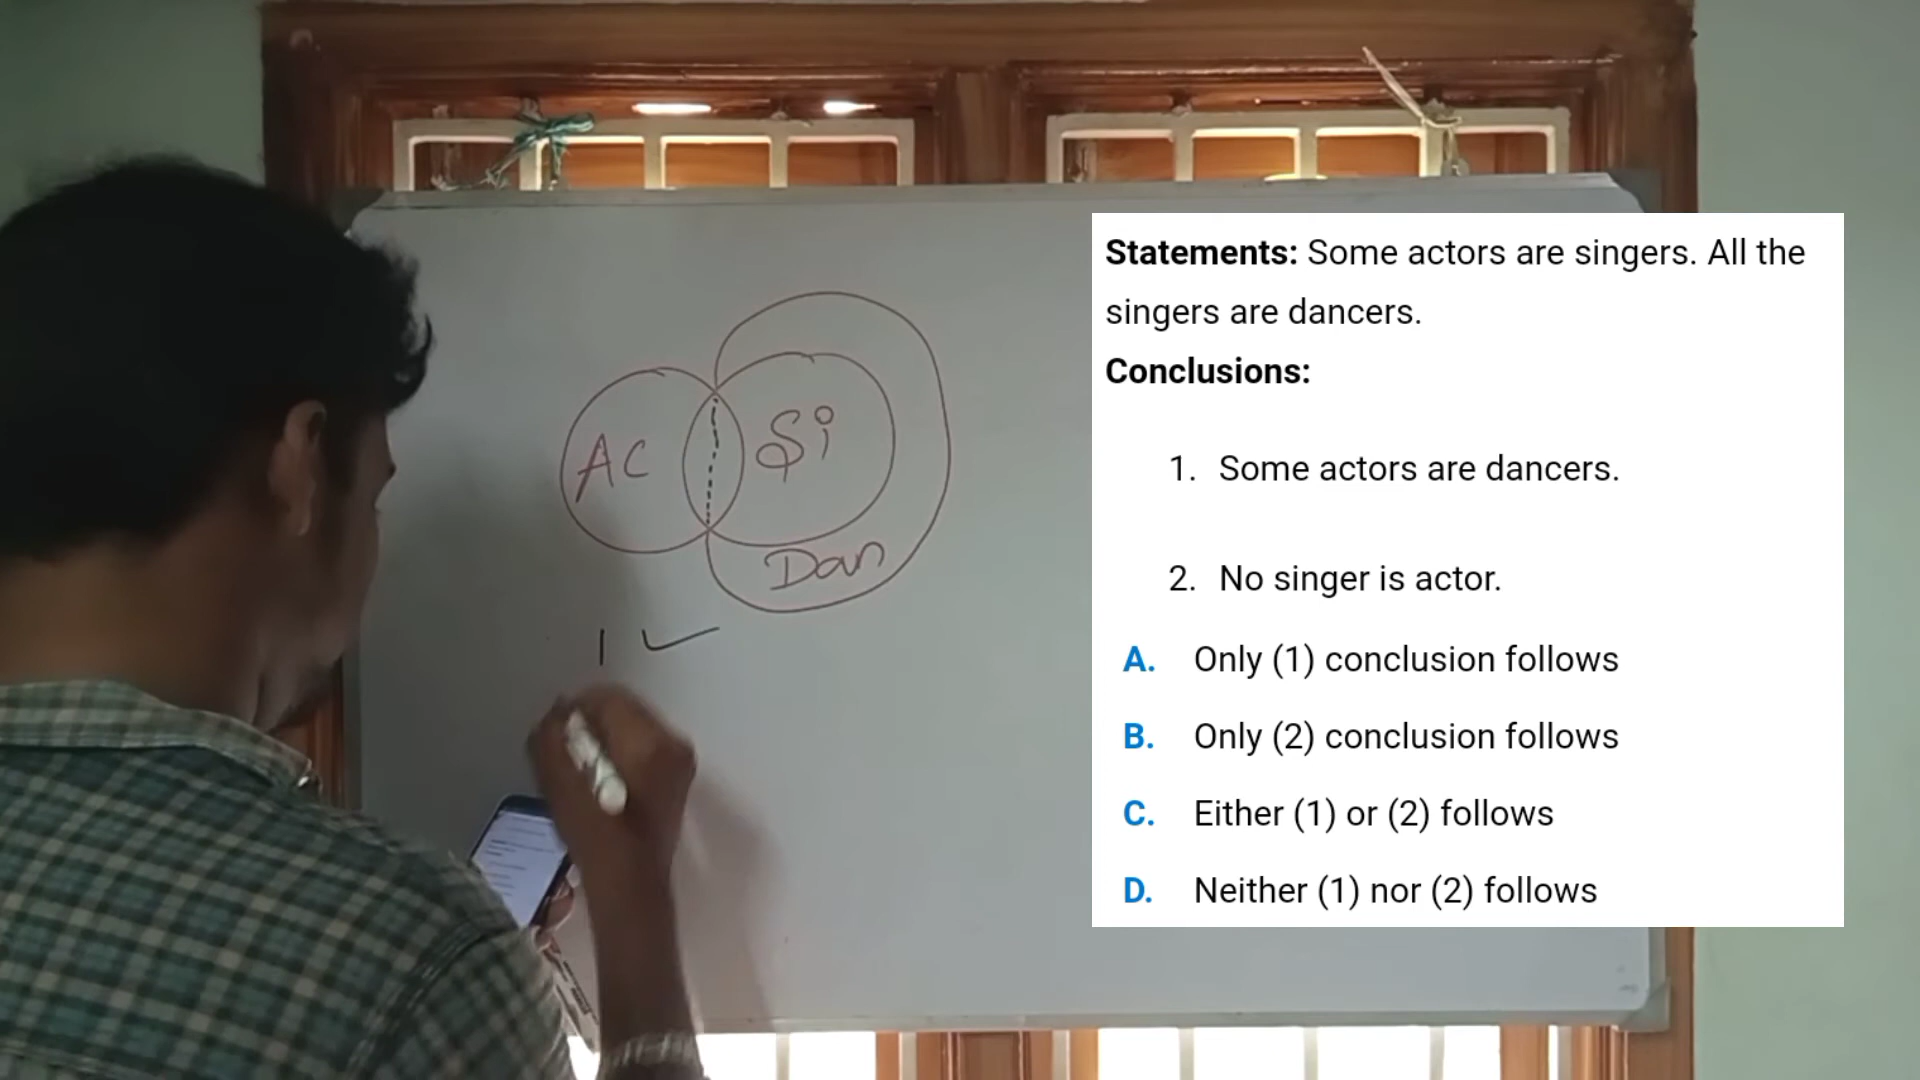 AC
Si
Dan
1 ✓
Statements: Some actors are singers. All the
singers are dancers.
Conclusions:
1. Some actors are dancers.
2. No singer is actor.
A. Only (1) conclusion follows
B. Only (2) conclusion follows
C. Either (1) or (2) follows
D. Neither (1) nor (2) follows